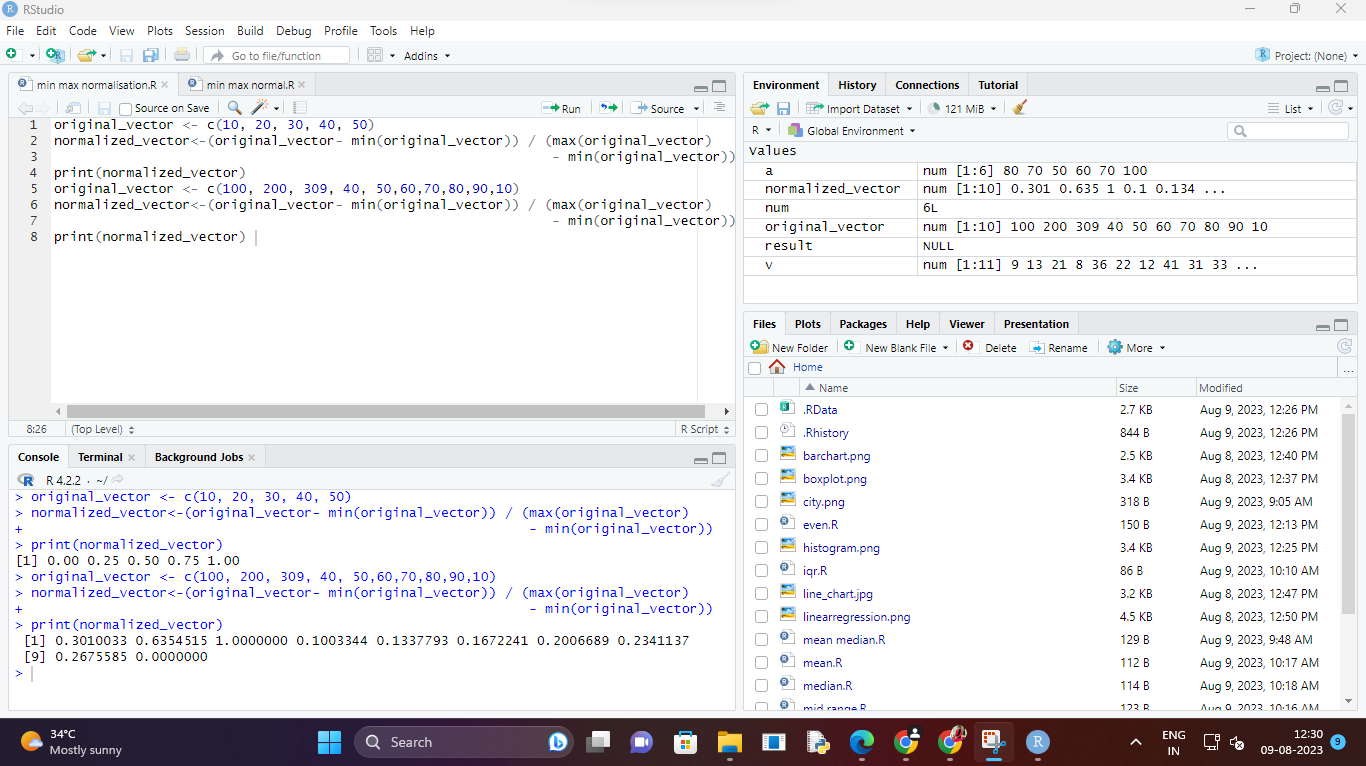 RStudio
File Edit Code View Plots Session Build Debug Profile Tools Help
Go to file/function Addins Project: (None)
min max normalisation.R min max normal.R
Source on Save Run Source
1 original_vector <- c(10, 20, 30, 40, 50)
2 normalized_vector<-(original_vector- min(original_vector)) / (max(original_vector)
3 - min(original_vector))
4 print(normalized_vector)
5 original_vector <- c(100, 200, 309, 40, 50,60,70,80,90,10)
6 normalized_vector<-(original_vector- min(original_vector)) / (max(original_vector)
7 - min(original_vector))
8 print(normalized_vector)
8:26 (Top Level) R Script
Console Terminal Background Jobs
R 4.2.2 · ~/
> original_vector <- c(10, 20, 30, 40, 50)
> normalized_vector<-(original_vector- min(original_vector)) / (max(original_vector)
+ - min(original_vector))
> print(normalized_vector)
[1] 0.00 0.25 0.50 0.75 1.00
> original_vector <- c(100, 200, 309, 40, 50,60,70,80,90,10)
> normalized_vector<-(original_vector- min(original_vector)) / (max(original_vector)
+ - min(original_vector))
> print(normalized_vector)
[1] 0.3010033 0.6354515 1.0000000 0.1003344 0.1337793 0.1672241 0.2006689 0.2341137
[9] 0.2675585 0.0000000
>
Environment History Connections Tutorial
Import Dataset 121 MiB List
R Global Environment
Values
a num [1:6] 80 70 50 60 70 100
normalized_vector num [1:10] 0.301 0.635 1 0.1 0.134 ...
num 6L
original_vector num [1:10] 100 200 309 40 50 60 70 80 90 10
result NULL
v num [1:11] 9 13 21 8 36 22 12 41 31 33 ...
Files Plots Packages Help Viewer Presentation
New Folder New Blank File Delete Rename More
Home ...
Name Size Modified
.RData 2.7 KB Aug 9, 2023, 12:26 PM
.Rhistory 844 B Aug 9, 2023, 12:26 PM
barchart.png 2.5 KB Aug 8, 2023, 12:40 PM
boxplot.png 3.4 KB Aug 8, 2023, 12:37 PM
city.png 318 B Aug 9, 2023, 9:05 AM
even.R 150 B Aug 9, 2023, 12:13 PM
histogram.png 3.4 KB Aug 8, 2023, 12:25 PM
iqr.R 86 B Aug 9, 2023, 10:10 AM
line_chart.jpg 3.2 KB Aug 8, 2023, 12:47 PM
linearregression.png 4.5 KB Aug 8, 2023, 12:50 PM
mean median.R 129 B Aug 9, 2023, 9:48 AM
mean.R 112 B Aug 9, 2023, 10:17 AM
median.R 114 B Aug 9, 2023, 10:18 AM
mid range.R 123 B Aug 9, 2023, 10:16 AM
34°C
Mostly sunny
Search
ENG
IN
12:30
09-08-2023
9